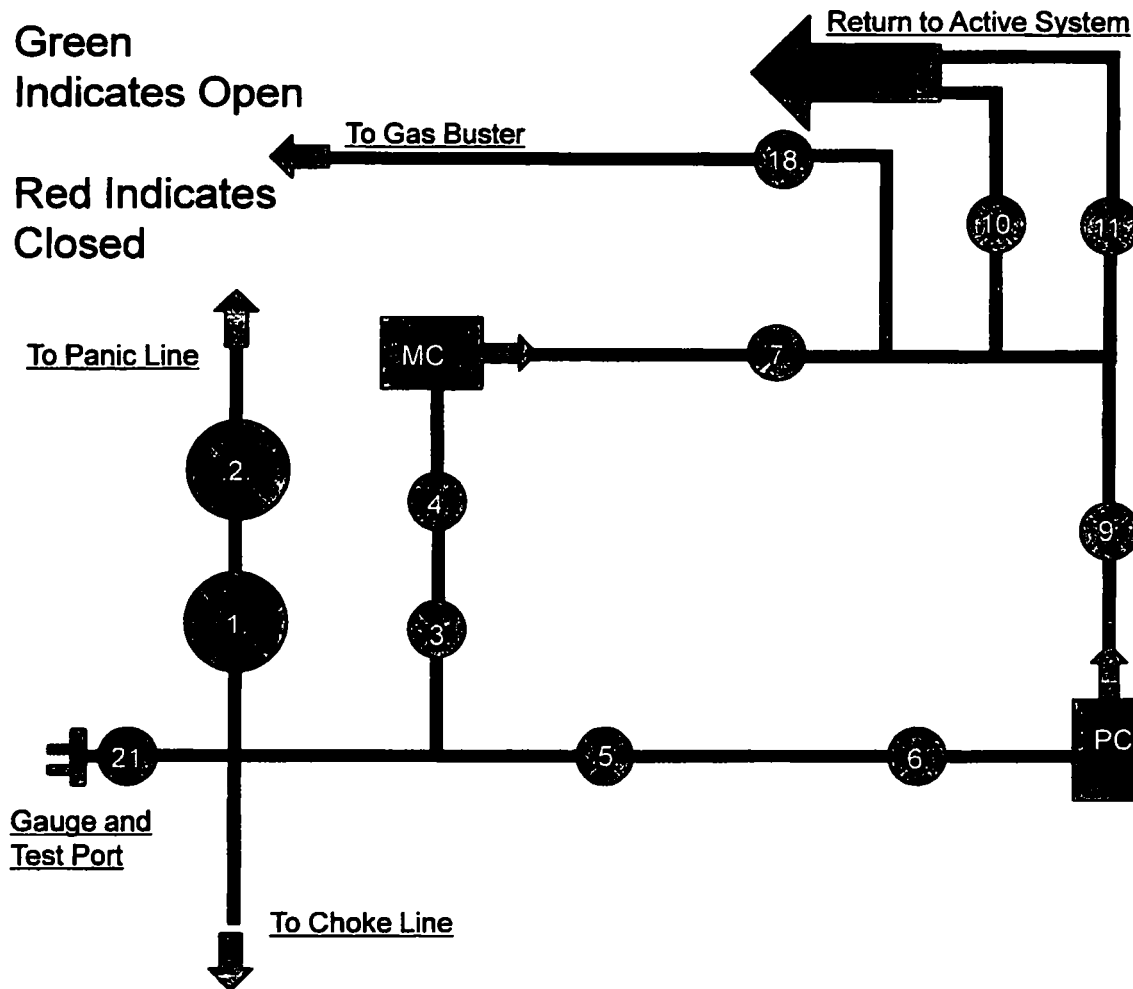 Green
Indicates Open
Red Indicates
Closed
Return to Active System
To Gas Buster
18
10
11
To Panic Line
MC
7
2
4
9
1
3
21
5
6
PC
Gauge and
Test Port
To Choke Line